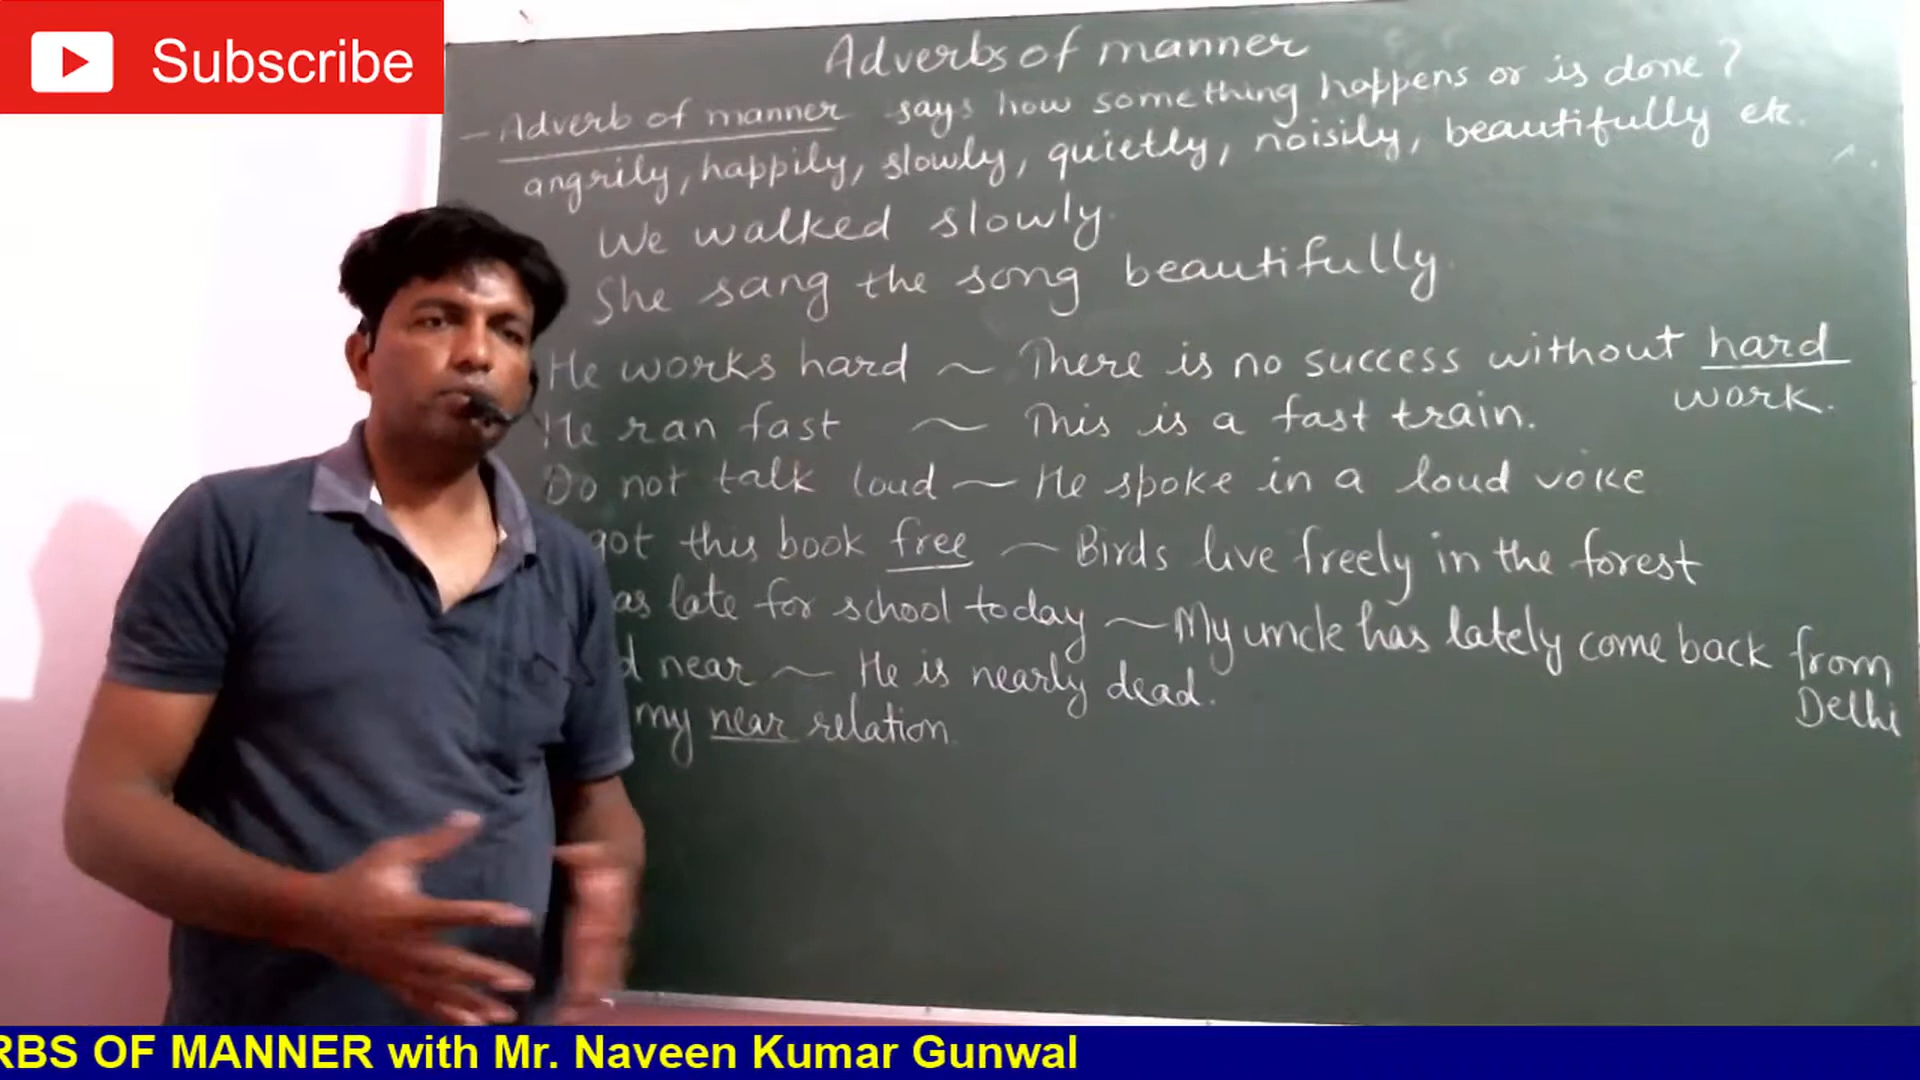 Subscribe
Adverbs of manner
- Adverb of manner says how something happens or is done?
angrily, happily, slowly, quietly, noisily, beautifully etc.
We walked slowly.
She sang the song beautifully.
He works hard ~ There is no success without hard
work.
He ran fast ~ This is a fast train.
Do not talk loud ~ He spoke in a loud voice
got this book free ~ Birds live freely in the forest
as late for school today ~ My uncle has lately come back from
Delhi
d near ~ He is nearly dead.
my near relation.
RBS OF MANNER with Mr. Naveen Kumar Gunwal